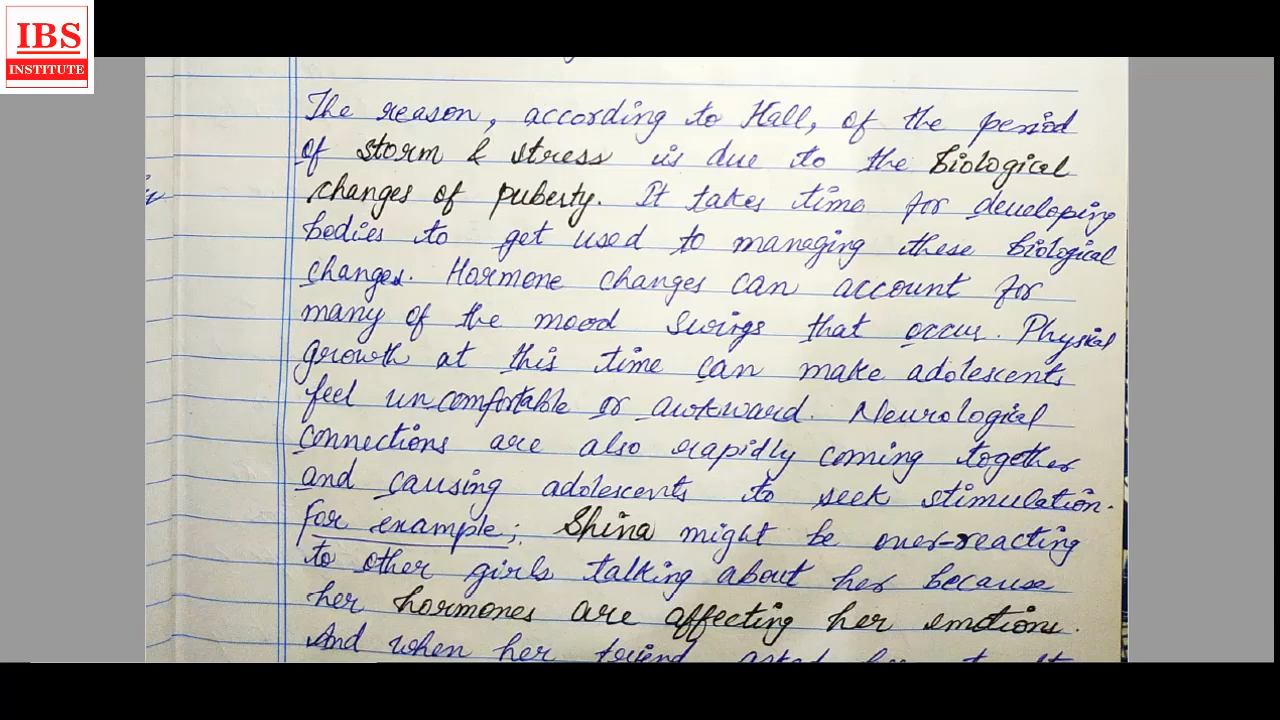 IBS
INSTITUTE
The reason, according to Hall, of the period
of storm & stress is due to the biological
changes of puberty. It takes time for developing
bodies to get used to managing these biological
changes. Hormone changes can account for
many of the mood swings that occur. Physical
growth at this time can make adolescents
feel uncomfortable or awkward. Neurological
connections are also rapidly coming together
and causing adolescents to seek stimulation.
for example; Shina might be over-reacting
to other girls talking about her because
her hormones are affecting her emotions.
And when her friend asked her